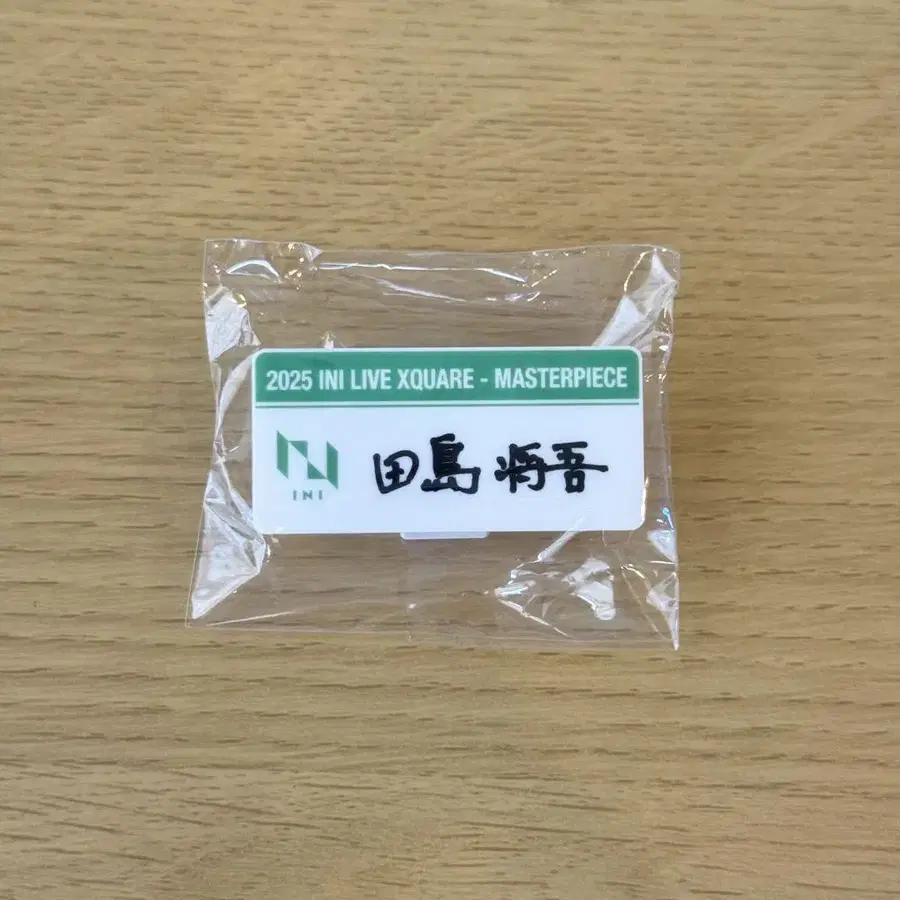 2025 INI LIVE XQUARE - MASTERPIECE
INI
田島 将吾